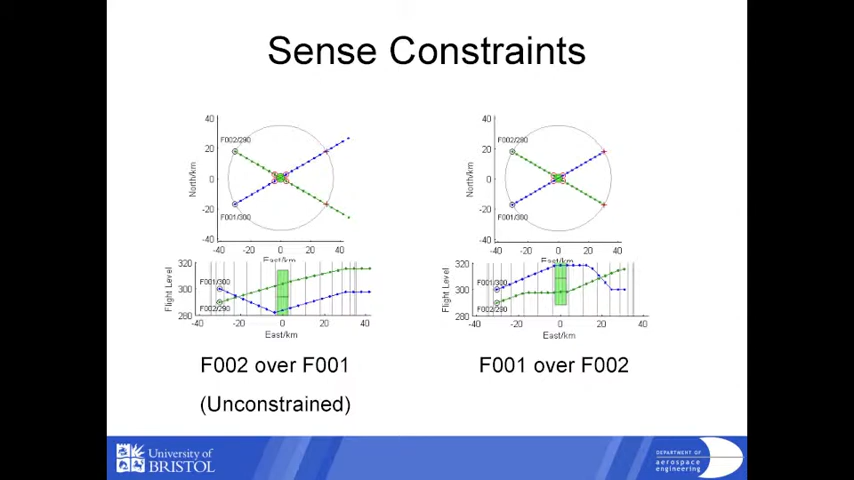 Sense Constraints
40
20
0
-20
-40
North/km
F002/290
F001/300
-40 -20 0 20 40
East/km
320
300
280
Flight Level
F001/300
F002/290
-40 -20 0 20 40
East/km
F002 over F001
(Unconstrained)
40
20
0
-20
-40
North/km
F002/290
F001/300
-40 -20 0 20 40
East/km
320
300
280
Flight Level
F001/300
F002/290
-40 -20 0 20 40
East/km
F001 over F002
University of
BRISTOL
DEPARTMENT OF
aerospace
engineering